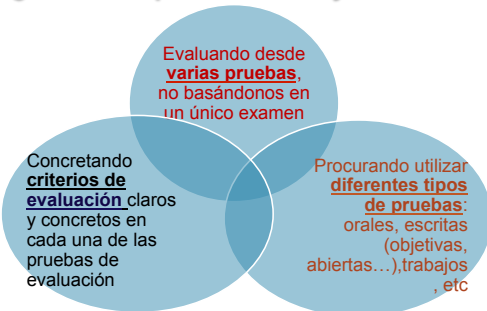 Evaluando desde
varias pruebas,
no basándonos en
un único examen
Concretando
criterios de
evaluación claros
y concretos en
cada una de las
pruebas de
evaluación
Procurando utilizar
diferentes tipos
de pruebas:
orales, escritas
(objetivas,
abiertas…),trabajos
, etc